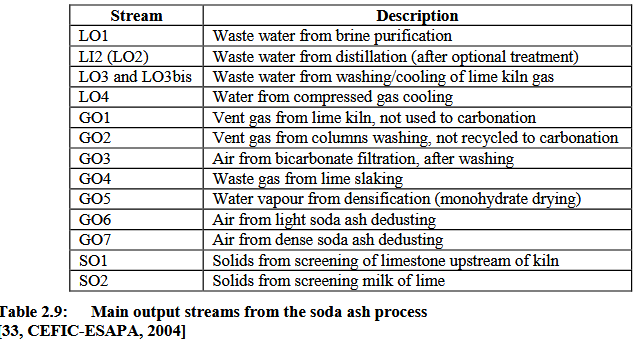 Stream Description
LO1 Waste water from brine purification
LI2 (LO2) Waste water from distillation (after optional treatment)
LO3 and LO3bis Waste water from washing/cooling of lime kiln gas
LO4 Water from compressed gas cooling
GO1 Vent gas from lime kiln, not used to carbonation
GO2 Vent gas from columns washing, not recycled to carbonation
GO3 Air from bicarbonate filtration, after washing
GO4 Waste gas from lime slaking
GO5 Water vapour from densification (monohydrate drying)
GO6 Air from light soda ash dedusting
GO7 Air from dense soda ash dedusting
SO1 Solids from screening of limestone upstream of kiln
SO2 Solids from screening milk of lime
Table 2.9: Main output streams from the soda ash process
[33, CEFIC-ESAPA, 2004]